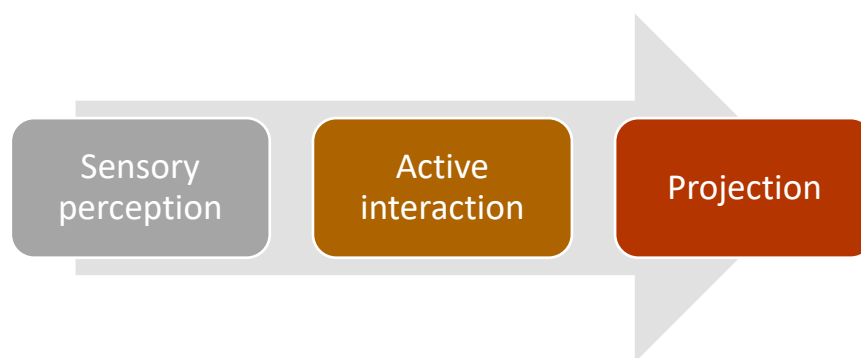 Sensory
perception
Active
interaction
Projection